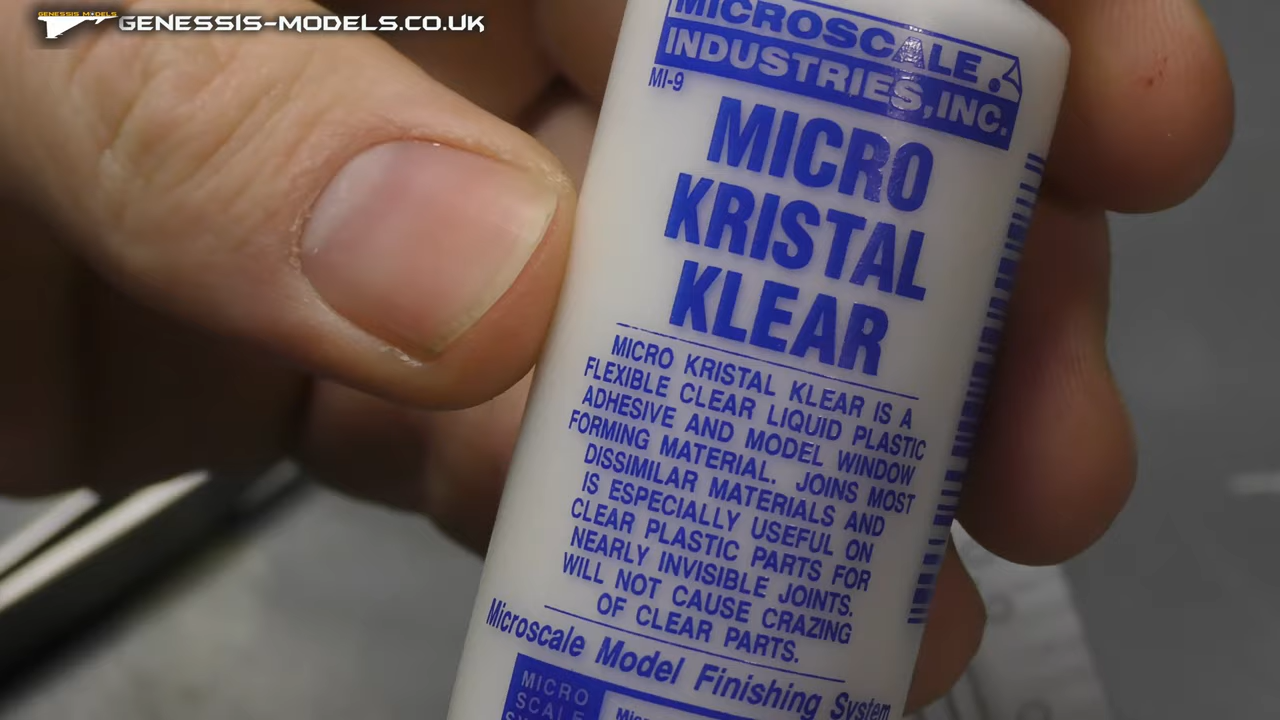 GENESSIS MODELS
GENESSIS-MODELS.CO.UK
MICROSCALE
INDUSTRIES, INC.
MI-9
MICRO
KRISTAL
KLEAR
MICRO KRISTAL KLEAR IS A
FLEXIBLE CLEAR LIQUID PLASTIC
ADHESIVE AND MODEL WINDOW
FORMING MATERIAL. JOINS MOST
DISSIMILAR MATERIALS AND
IS ESPECIALLY USEFUL ON
CLEAR PLASTIC PARTS FOR
NEARLY INVISIBLE JOINTS.
WILL NOT CAUSE CRAZING
OF CLEAR PARTS.
Microscale Model Finishing System
MICRO
SCALE